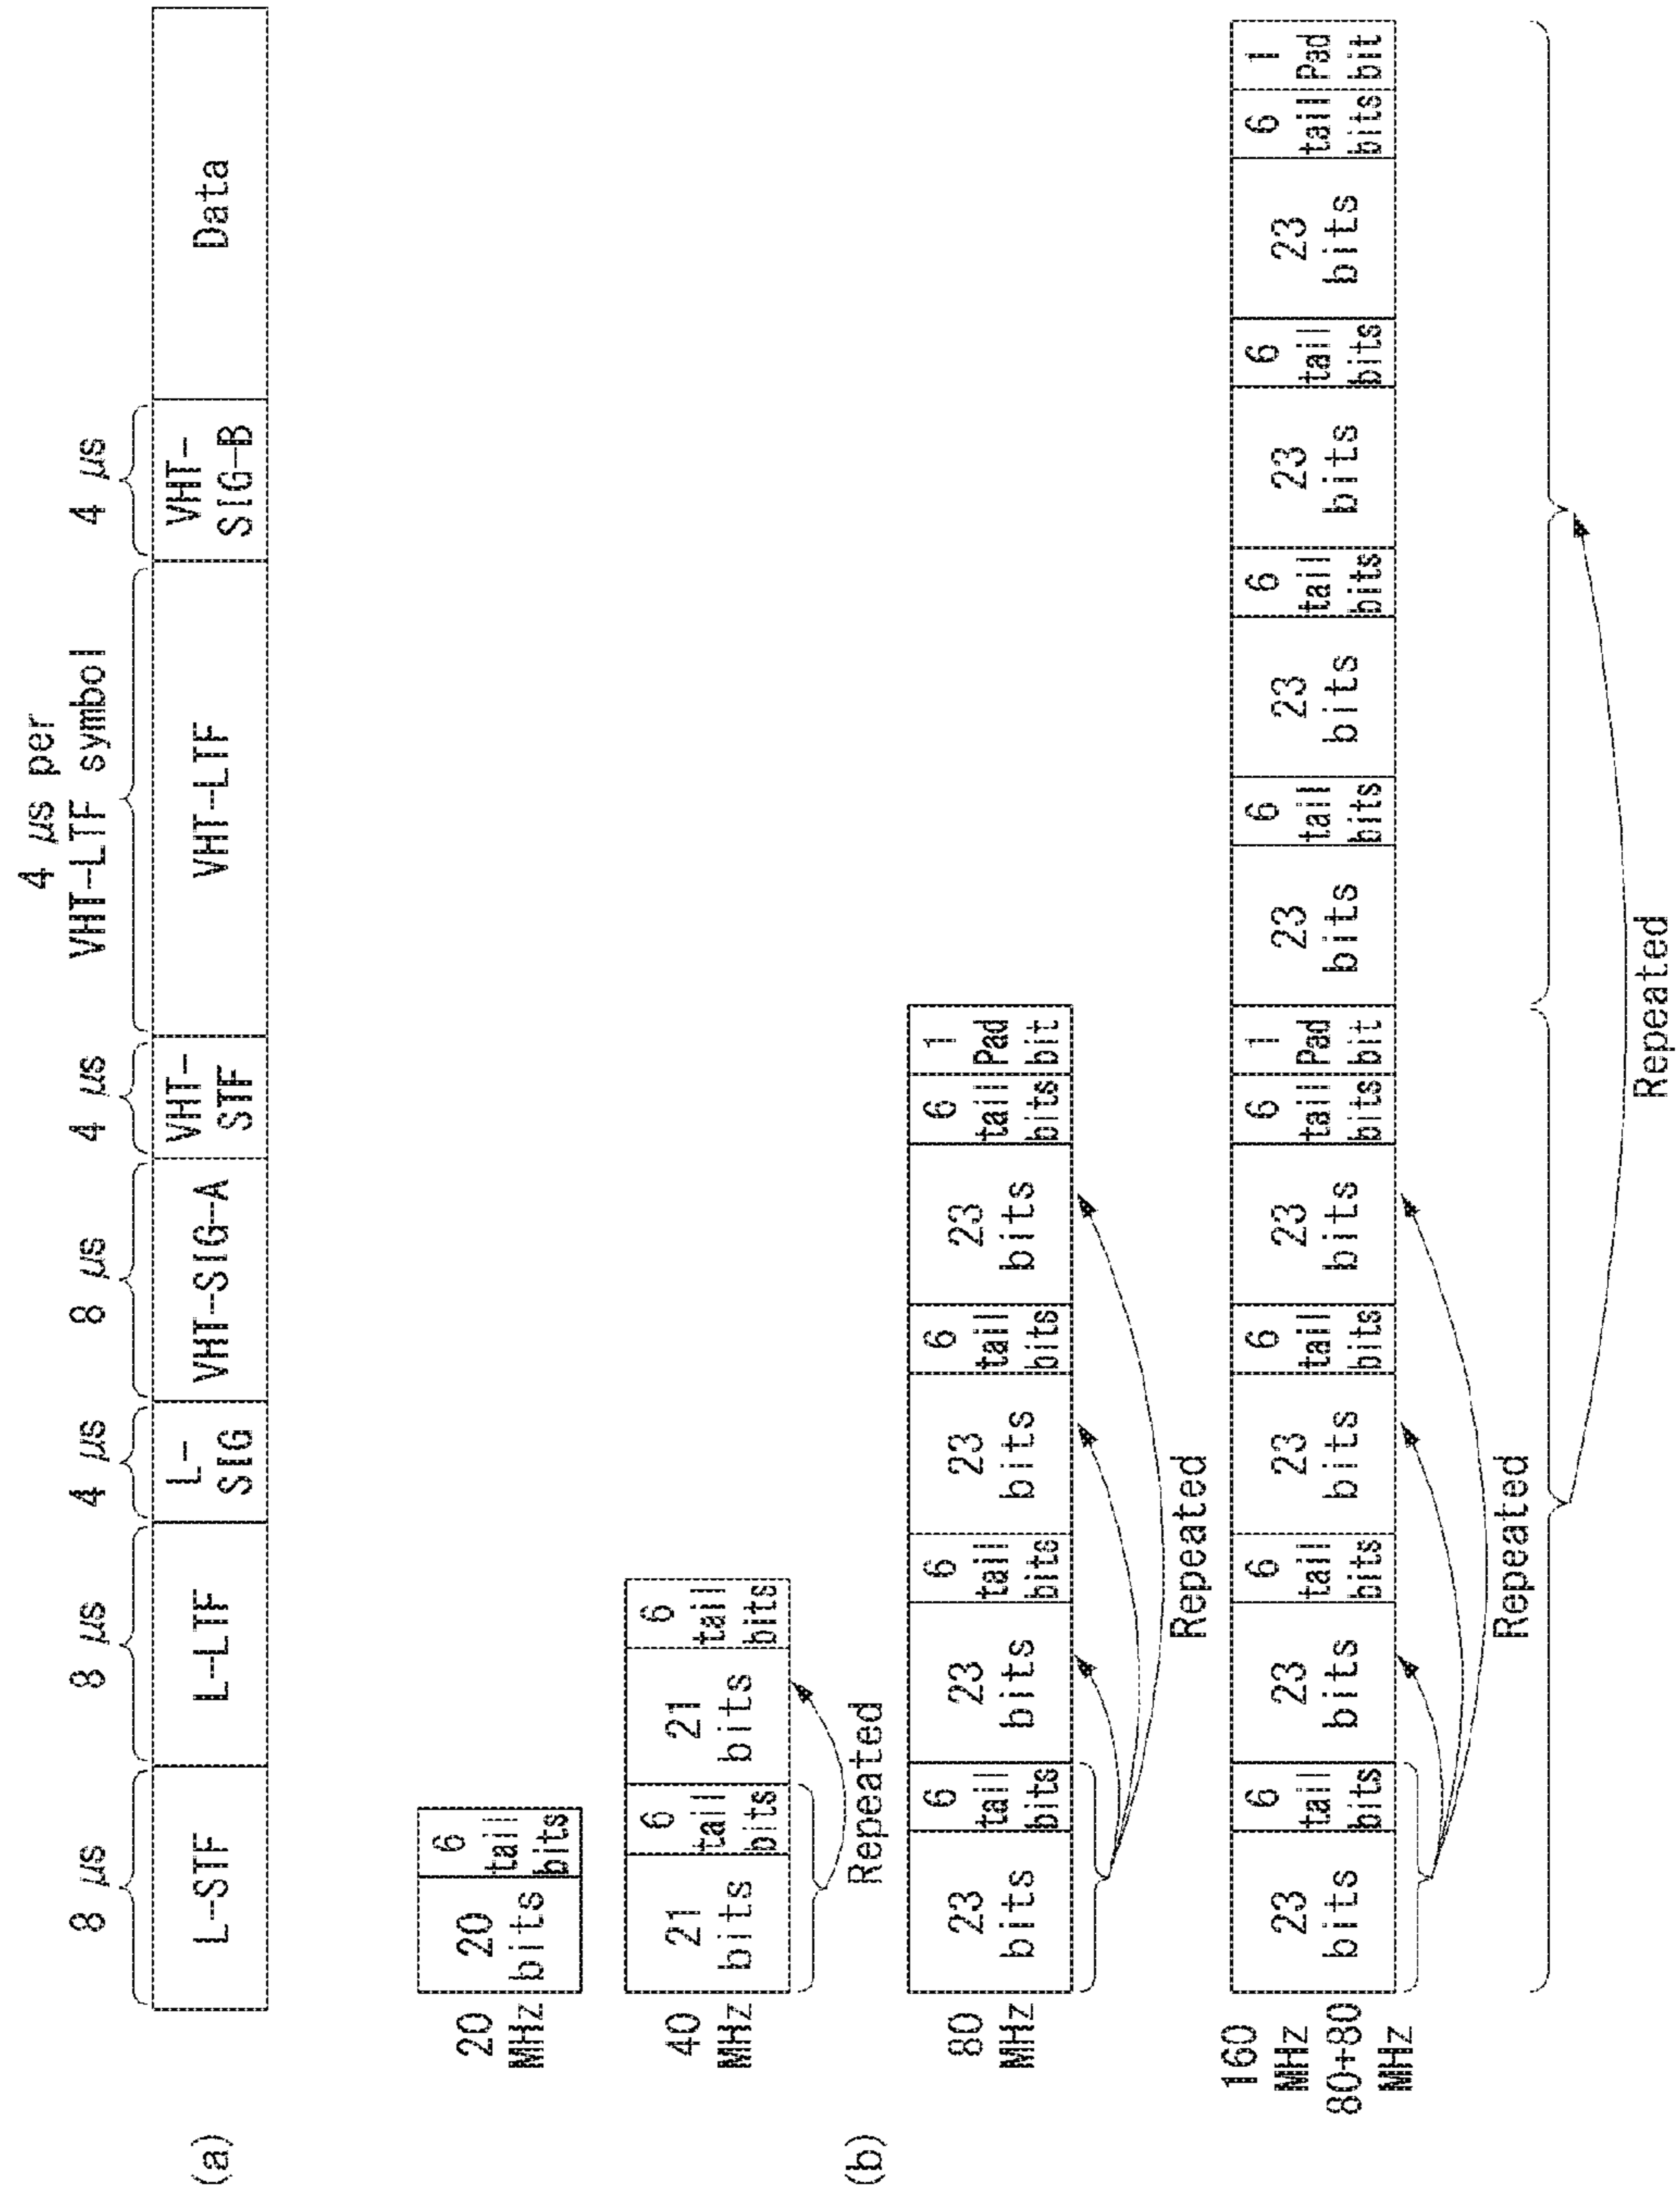 (a)
8 μs
8 μs
4 μs
8 μs
4 μs
4 μs per
VHT-LTF symbol
4 μs
L-STF
L-LTF
L-
SIG
VHT-SIG-A
VHT-
STF
VHT-LTF
VHT-
SIG-B
Data
(b)
20
MHz
20
bits
6
tail
bits
40
MHz
21
bits
6
tail
bits
21
bits
6
tail
bits
Repeated
80
MHz
23
bits
6
tail
bits
23
bits
6
tail
bits
23
bits
6
tail
bits
23
bits
6
tail
bits
1
Pad
bit
Repeated
160
MHz
80+80
MHz
23
bits
6
tail
bits
23
bits
6
tail
bits
23
bits
6
tail
bits
23
bits
6
tail
bits
1
Pad
bit
23
bits
6
tail
bits
23
bits
6
tail
bits
23
bits
6
tail
bits
23
bits
6
tail
bits
1
Pad
bit
Repeated
Repeated